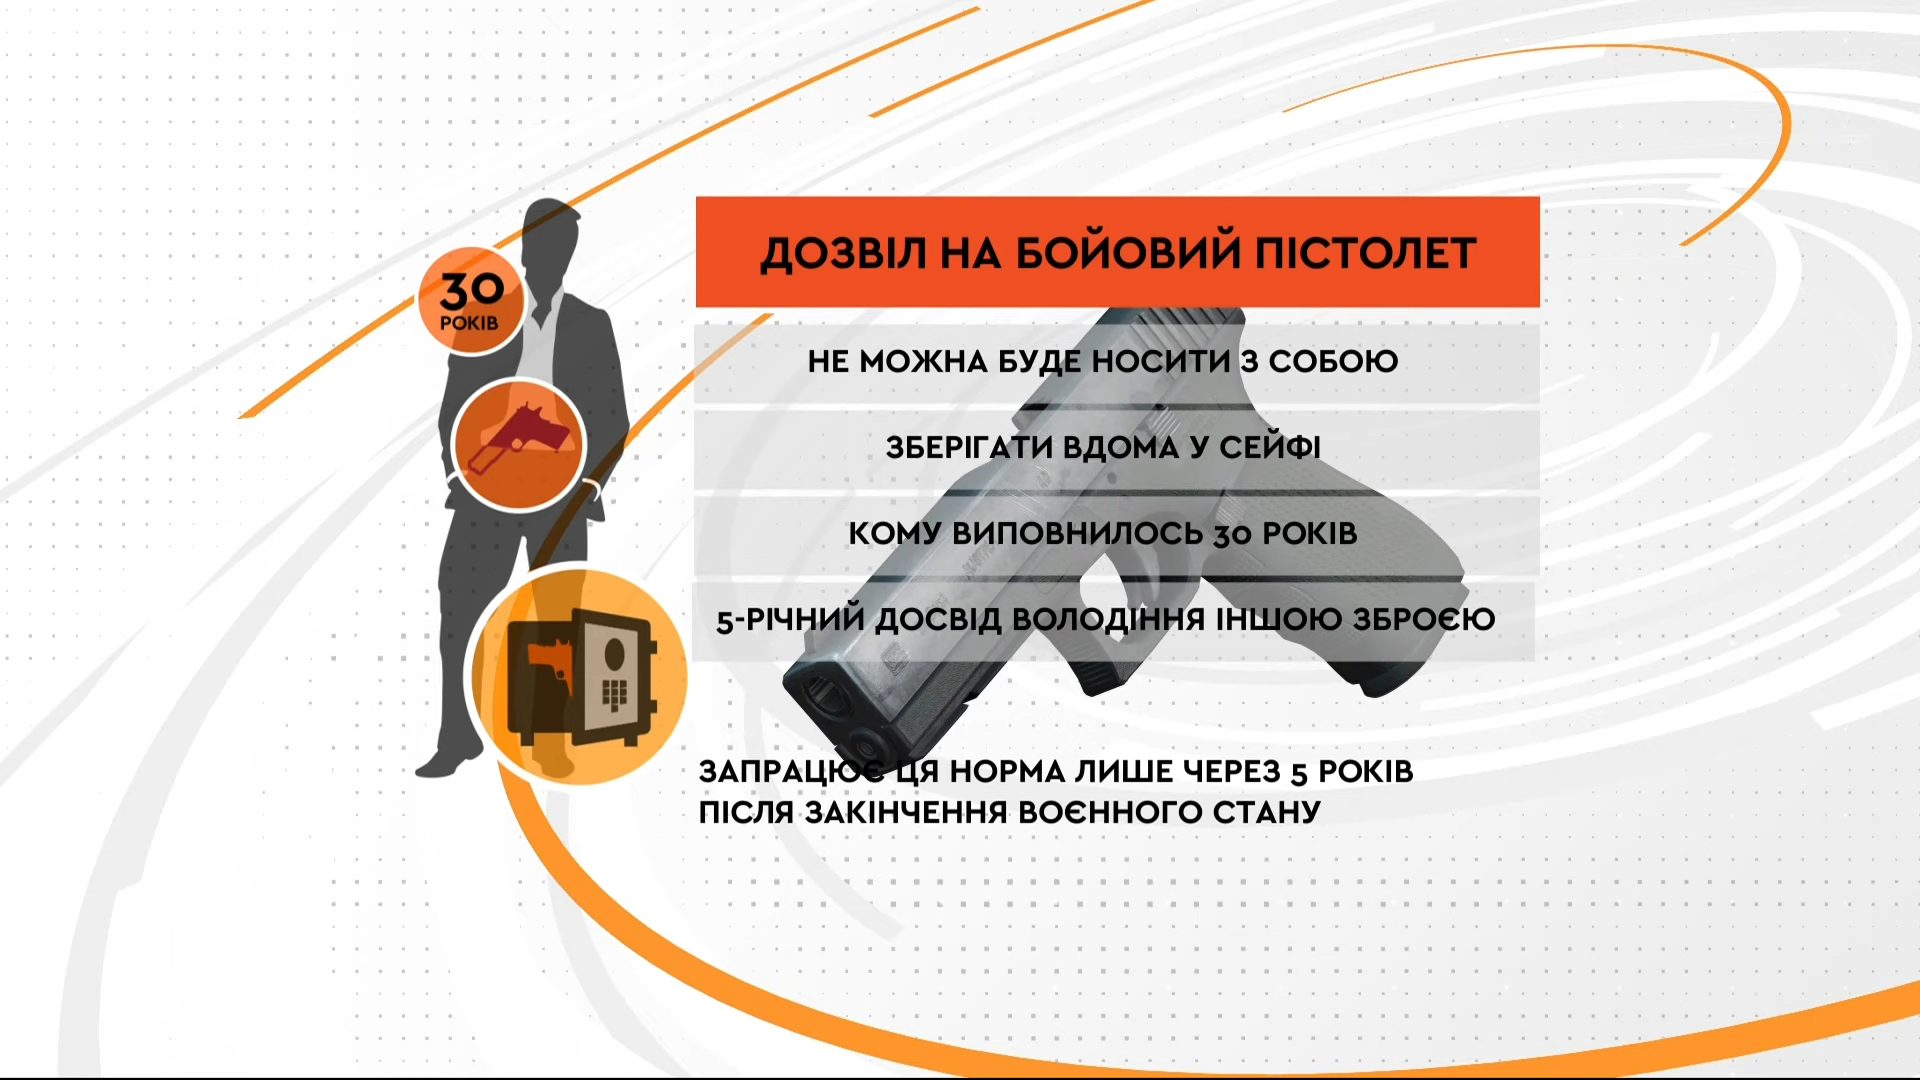 30
РОКІВ
ДОЗВІЛ НА БОЙОВИЙ ПІСТОЛЕТ
НЕ МОЖНА БУДЕ НОСИТИ З СОБОЮ
ЗБЕРІГАТИ ВДОМА У СЕЙФІ
КОМУ ВИПОВНИЛОСЬ 30 РОКІВ
5-РІЧНИЙ ДОСВІД ВОЛОДІННЯ ІНШОЮ ЗБРОЄЮ
ЗАПРАЦЮЄ ЦЯ НОРМА ЛИШЕ ЧЕРЕЗ 5 РОКІВ
ПІСЛЯ ЗАКІНЧЕННЯ ВОЄННОГО СТАНУ